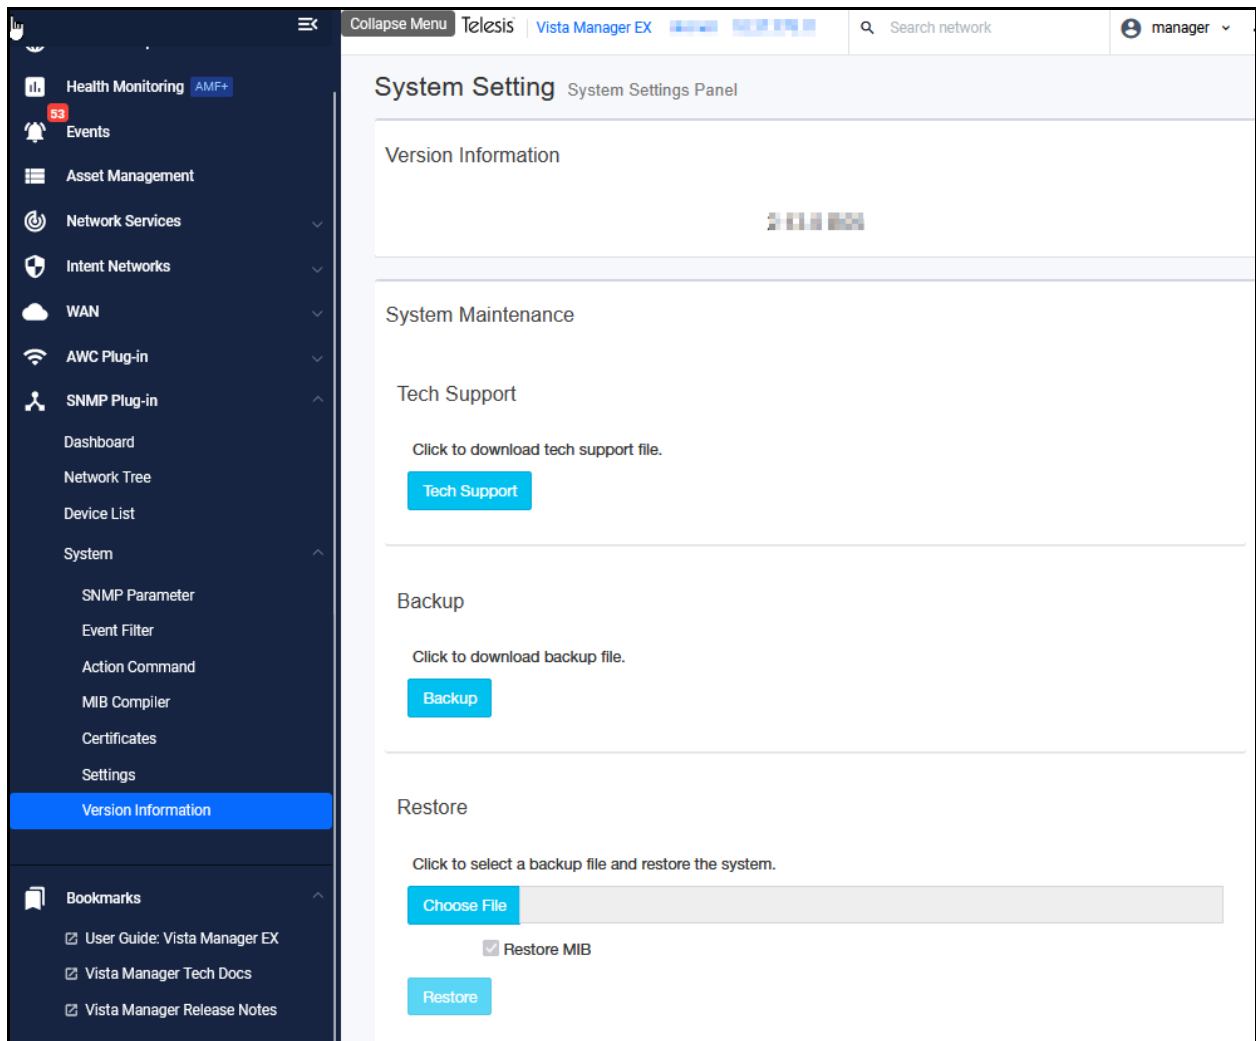 Collapse Menu Telesis Vista Manager EX Search network manager
Health Monitoring AMF+
53
Events
Asset Management
Network Services
Intent Networks
WAN
AWC Plug-in
SNMP Plug-in
Dashboard
Network Tree
Device List
System
SNMP Parameter
Event Filter
Action Command
MIB Compiler
Certificates
Settings
Version Information
Bookmarks
User Guide: Vista Manager EX
Vista Manager Tech Docs
Vista Manager Release Notes
System Setting System Settings Panel
Version Information
System Maintenance
Tech Support
Click to download tech support file.
Tech Support
Backup
Click to download backup file.
Backup
Restore
Click to select a backup file and restore the system.
Choose File
Restore MIB
Restore